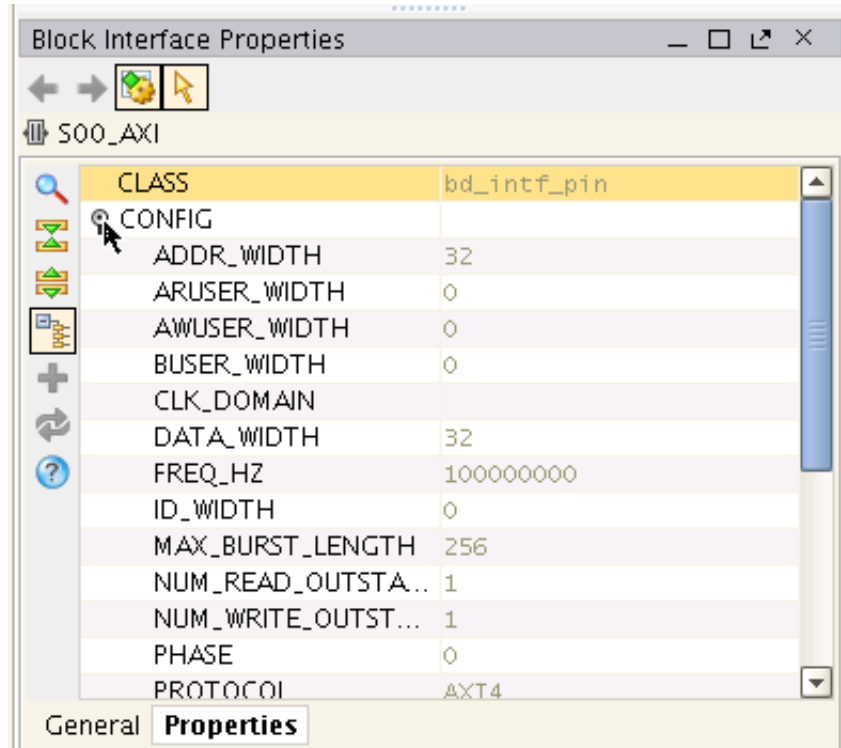 Block Interface Properties
S00_AXI
CLASS bd_intf_pin
CONFIG
ADDR_WIDTH 32
ARUSER_WIDTH 0
AWUSER_WIDTH 0
BUSER_WIDTH 0
CLK_DOMAIN
DATA_WIDTH 32
FREQ_HZ 100000000
ID_WIDTH 0
MAX_BURST_LENGTH 256
NUM_READ_OUTSTA... 1
NUM_WRITE_OUTST... 1
PHASE 0
PROTOCOL AXI4
General Properties